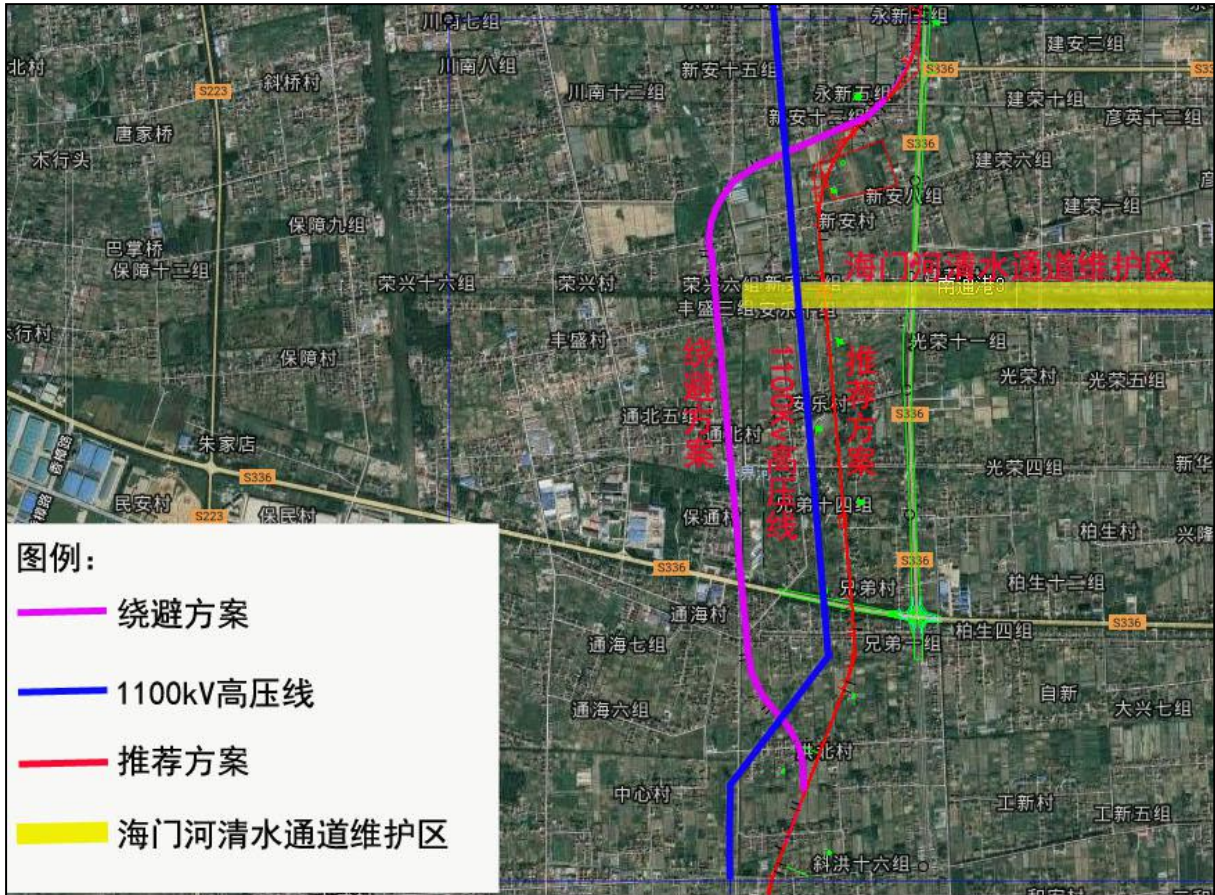 川南七组
永新三组
建安三组
北村
斜桥村
川南八组
新安十五组
S336
S223
川南十二组
永新五组
建荣十组
唐家桥
新安十二组
彦英十二组
木行头
S336
建荣六组
新安八组
建荣一组
保障九组
新安村
巴掌桥
保障十二组
海门河清水通道维护区
荣兴十六组
荣兴村
荣兴六组
南通港3
丰盛三组
安乐十组
保障村
丰盛村
光荣十一组
绕避方案
1100kv高压线
推荐方案
光荣村
光荣五组
安乐村
通北五组
S336
朱家店
通北村
光荣四组
新华
S336
民安村
兄弟十四组
S223
保民村
保通村
柏生村
兴隆
图例：
S336
S336
兄弟村
柏生十二组
绕避方案
通海村
S336
通海七组
兄弟一组
柏生四组
1100kV高压线
自新
通海六组
大兴七组
推荐方案
洪北村
中心村
工新村
工新五组
海门河清水通道维护区
斜洪十六组